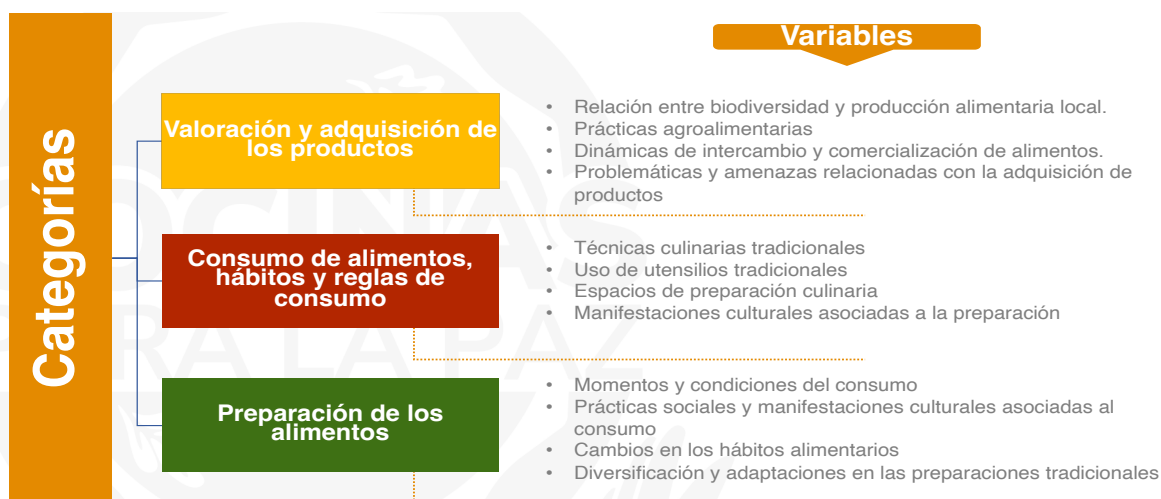 Categorías
Variables
Valoración y adquisición de
los productos
• Relación entre biodiversidad y producción alimentaria local.
• Prácticas agroalimentarias
• Dinámicas de intercambio y comercialización de alimentos.
• Problemáticas y amenazas relacionadas con la adquisición de
productos
Consumo de alimentos,
hábitos y reglas de
consumo
• Técnicas culinarias tradicionales
• Uso de utensilios tradicionales
• Espacios de preparación culinaria
• Manifestaciones culturales asociadas a la preparación
Preparación de los
alimentos
• Momentos y condiciones del consumo
• Prácticas sociales y manifestaciones culturales asociadas al
consumo
• Cambios en los hábitos alimentarios
• Diversificación y adaptaciones en las preparaciones tradicionales